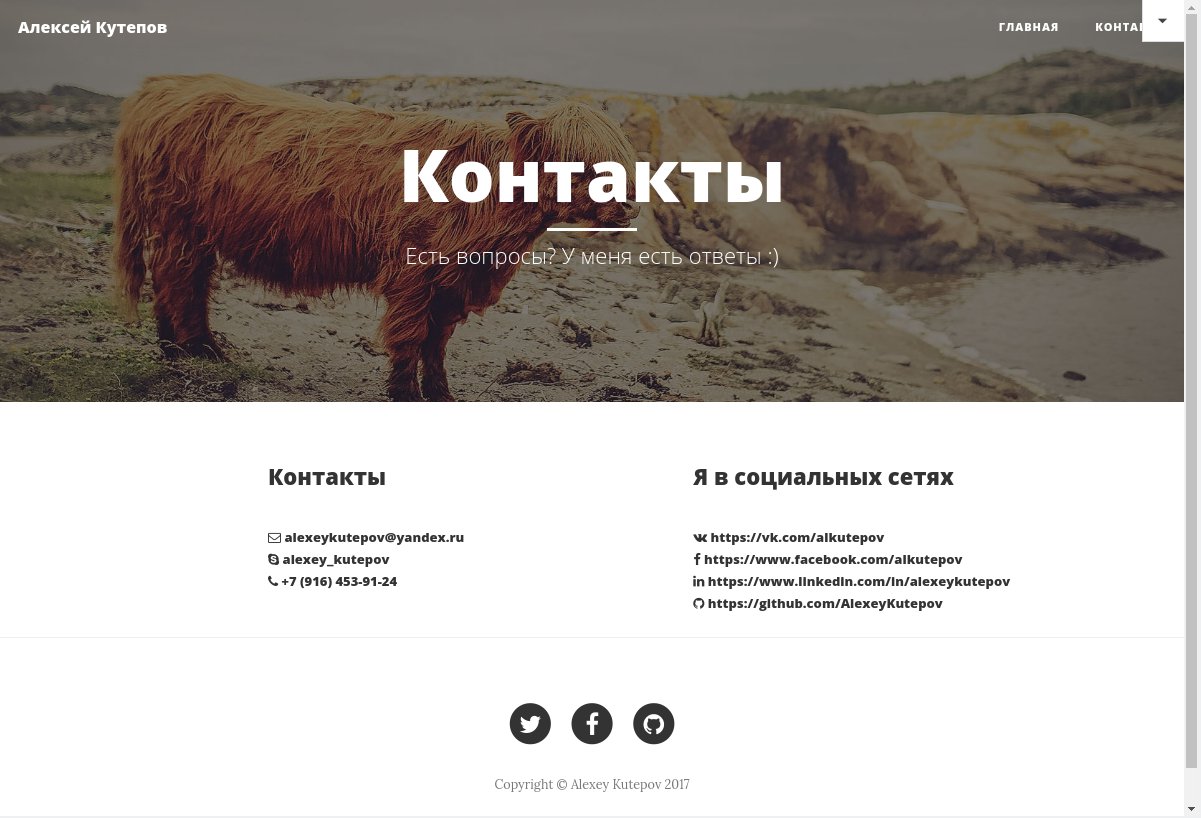 Алексей Кутепов
ГЛАВНАЯ
Контакты
Есть вопросы? У меня есть ответы :)
Контакты
alexeykutepov@yandex.ru
alexey_kutepov
+7 (916) 453-91-24
Я в социальных сетях
https://vk.com/alkutepov
https://www.facebook.com/alkutepov
https://www.linkedin.com/in/alexeykutepov
https://github.com/AlexeyKutepov
Copyright © Alexey Kutepov 2017